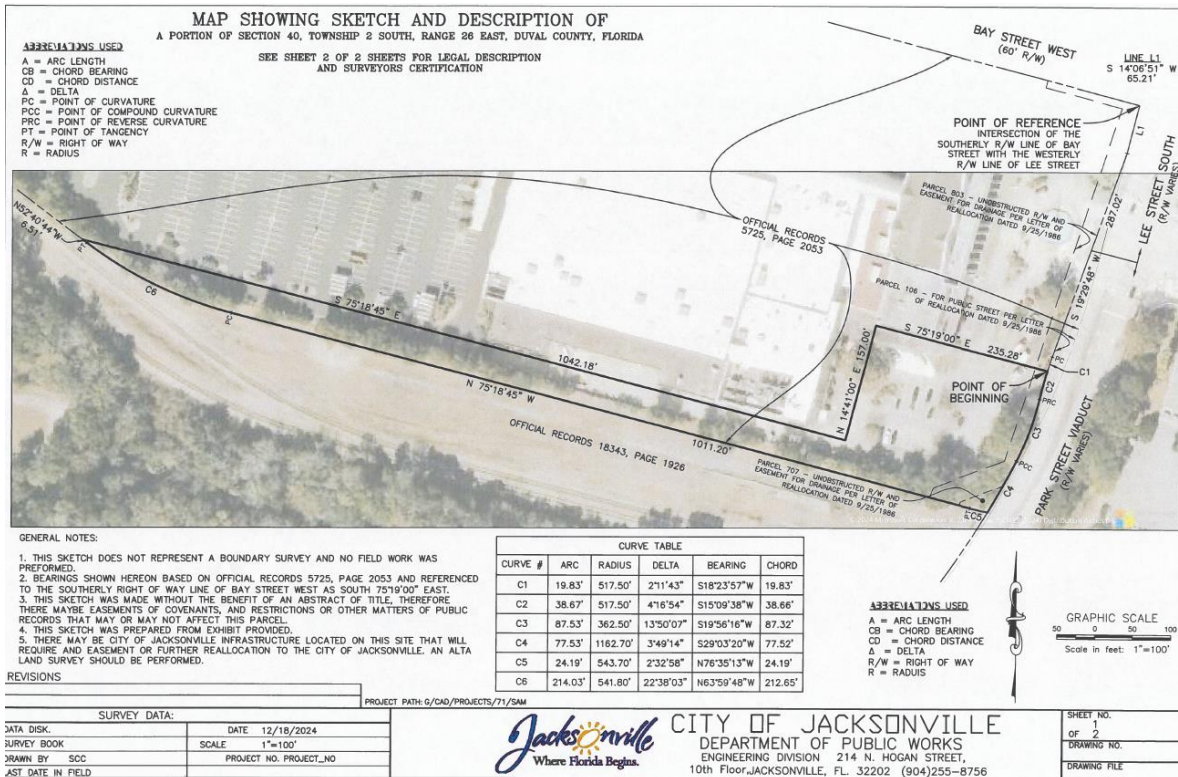 MAP SHOWING SKETCH AND DESCRIPTION OF
A PORTION OF SECTION 40, TOWNSHIP 2 SOUTH, RANGE 26 EAST, DUVAL COUNTY, FLORIDA
SEE SHEET 2 OF 2 SHEETS FOR LEGAL DESCRIPTION
AND SURVEYORS CERTIFICATION
ABBREVIATIONS USED
A = ARC LENGTH
CB = CHORD BEARING
CD = CHORD DISTANCE
Δ = DELTA
PC = POINT OF CURVATURE
PCC = POINT OF COMPOUND CURVATURE
PRC = POINT OF REVERSE CURVATURE
PT = POINT OF TANGENCY
R/W = RIGHT OF WAY
R = RADIUS
BAY STREET WEST
(60' R/W)
LINE L1
S 14°06'51" W
65.21'
POINT OF REFERENCE
INTERSECTION OF THE
SOUTHERLY R/W LINE OF BAY
STREET WITH THE WESTERLY
R/W LINE OF LEE STREET
L1
LEE STREET SOUTH
(R/W VARIES)
287.02'
S 19°29'48" W
PARCEL 803 - UNOBSTRUCTED R/W AND
EASEMENT FOR DRAINAGE PER LETTER OF
REALLOCATION DATED 9/25/1986
OFFICIAL RECORDS
5725, PAGE 2053
PARCEL 106 - FOR PUBLIC STREET PER LETTER
OF REALLOCATION DATED 9/25/1986
N52°40'44"W
6.51'
PT
C6
PC
S 75°18'45" E
1042.18'
N 75°18'45" W
1011.20'
N 14°41'00" E 157.00'
S 75°19'00" E
235.28'
PC
C1
POINT OF
BEGINNING
C2
PRC
C3
PCC
C4
PARK STREET VIADUCT
(R/W VARIES)
OFFICIAL RECORDS 18343, PAGE 1926
PARCEL 707 - UNOBSTRUCTED R/W AND
EASEMENT FOR DRAINAGE PER LETTER OF
REALLOCATION DATED 9/25/1986
PT
C5
GENERAL NOTES:
1. THIS SKETCH DOES NOT REPRESENT A BOUNDARY SURVEY AND NO FIELD WORK WAS
PREFORMED.
2. BEARINGS SHOWN HEREON BASED ON OFFICIAL RECORDS 5725, PAGE 2053 AND REFERENCED
TO THE SOUTHERLY RIGHT OF WAY LINE OF BAY STREET WEST AS SOUTH 75°19'00" EAST.
3. THIS SKETCH WAS MADE WITHOUT THE BENEFIT OF AN ABSTRACT OF TITLE, THEREFORE
THERE MAYBE EASEMENTS OF COVENANTS, AND RESTRICTIONS OR OTHER MATTERS OF PUBLIC
RECORDS THAT MAY OR MAY NOT AFFECT THIS PARCEL.
4. THIS SKETCH WAS PREPARED FROM EXHIBIT PROVIDED.
5. THERE MAY BE CITY OF JACKSONVILLE INFRASTRUCTURE LOCATED ON THIS SITE THAT WILL
REQUIRE AND EASEMENT OR FURTHER REALLOCATION TO THE CITY OF JACKSONVILLE. AN ALTA
LAND SURVEY SHOULD BE PERFORMED.
CURVE TABLE
CURVE # ARC RADIUS DELTA BEARING CHORD
C1 19.83' 517.50' 2°11'43" S18°23'57"W 19.83'
C2 38.67' 517.50' 4°16'54" S15°09'38"W 38.66'
C3 87.53' 362.50' 13°50'07" S19°56'16"W 87.32'
C4 77.53' 1162.70' 3°49'14" S29°03'20"W 77.52'
C5 24.19' 543.70' 2°32'58" N76°35'13"W 24.19'
C6 214.03' 541.80' 22°38'03" N63°59'48"W 212.65'
ABBREVIATIONS USED
A = ARC LENGTH
CB = CHORD BEARING
CD = CHORD DISTANCE
Δ = DELTA
R/W = RIGHT OF WAY
R = RADUIS
GRAPHIC SCALE
50 0 50 100
Scale in feet: 1"=100'
REVISIONS
PROJECT PATH: G/CAD/PROJECTS/71/SAM
SURVEY DATA:
DATA DISK.
DATE 12/18/2024
SURVEY BOOK
SCALE 1"=100'
DRAWN BY SCC
PROJECT NO. PROJECT_NO
LAST DATE IN FIELD
Jacksonville
Where Florida Begins.
CITY OF JACKSONVILLE
DEPARTMENT OF PUBLIC WORKS
ENGINEERING DIVISION 214 N. HOGAN STREET,
10th Floor,JACKSONVILLE, FL. 32202 (904)255-8756
SHEET NO.
1
OF 2
DRAWING NO.
DRAWING FILE